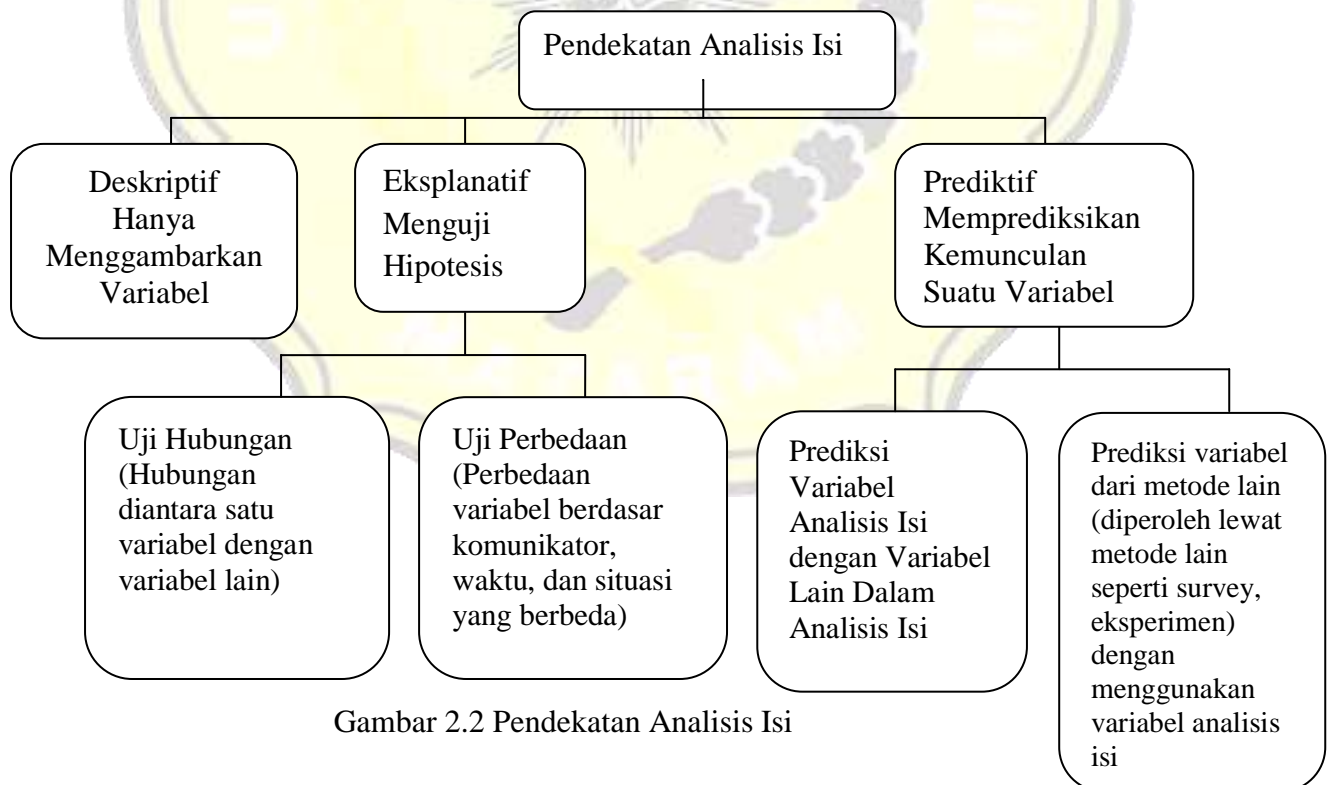 Pendekatan Analisis Isi
Deskriptif
Hanya
Menggambarkan
Variabel
Eksplanatif
Menguji
Hipotesis
Prediktif
Memprediksikan
Kemunculan
Suatu Variabel
Uji Hubungan
(Hubungan
diantara satu
variabel dengan
variabel lain)
Uji Perbedaan
(Perbedaan
variabel berdasar
komunikator,
waktu, dan situasi
yang berbeda)
Prediksi
Variabel
Analisis Isi
dengan Variabel
Lain Dalam
Analisis Isi
Prediksi variabel
dari metode lain
(diperoleh lewat
metode lain
seperti survey,
eksperimen)
dengan
menggunakan
variabel analisis
isi
Gambar 2.2 Pendekatan Analisis Isi